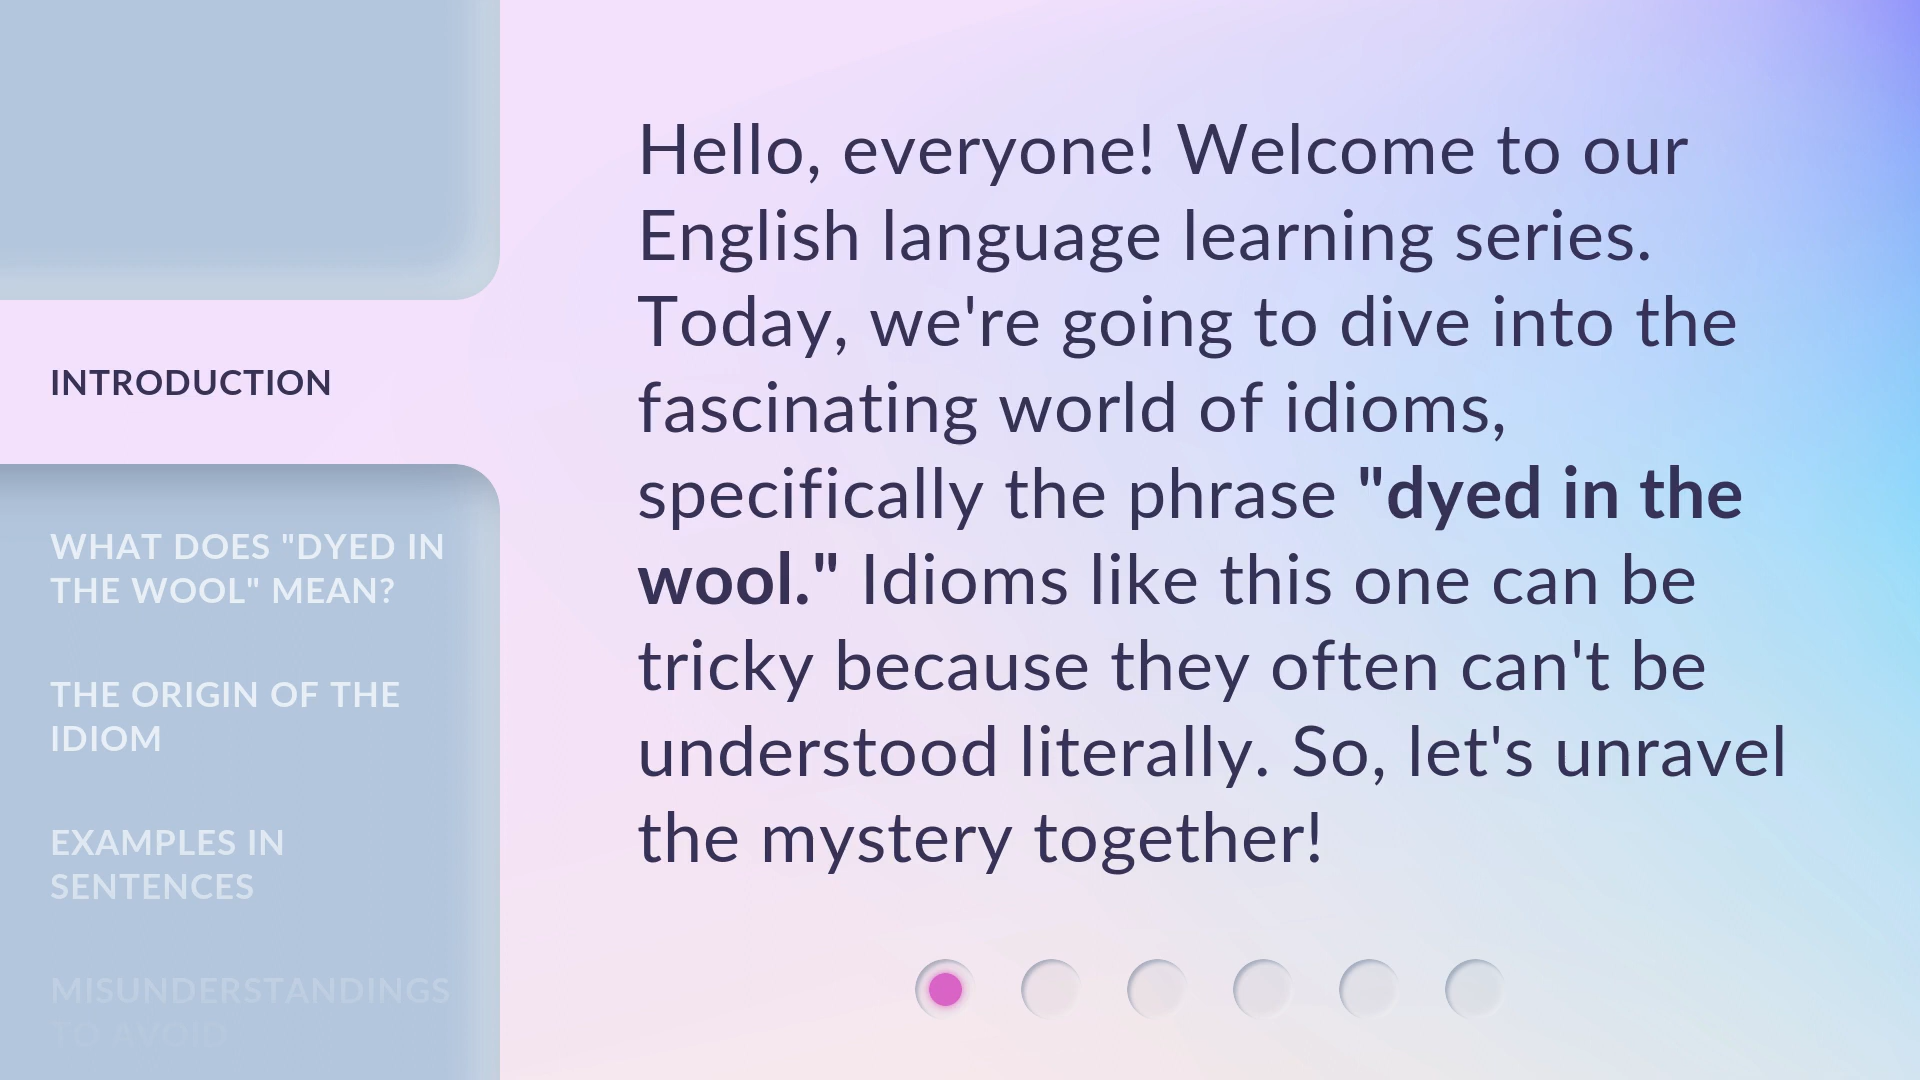 INTRODUCTION
WHAT DOES "DYED IN
THE WOOL" MEAN?
THE ORIGIN OF THE
IDIOM
EXAMPLES IN
SENTENCES
MISUNDERSTANDINGS
TO AVOID
Hello, everyone! Welcome to our
English language learning series.
Today, we're going to dive into the
fascinating world of idioms,
specifically the phrase "dyed in the
wool." Idioms like this one can be
tricky because they often can't be
understood literally. So, let's unravel
the mystery together!